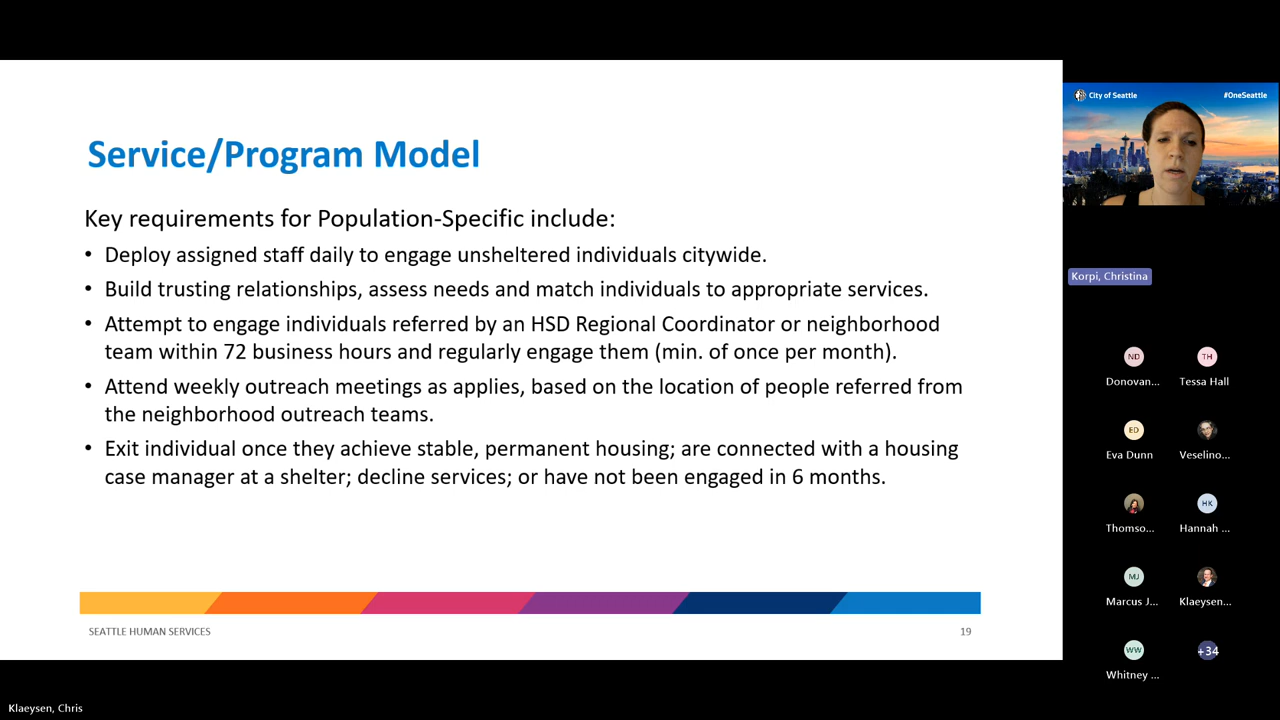 Service/Program Model
Key requirements for Population-Specific include:
• Deploy assigned staff daily to engage unsheltered individuals citywide.
• Build trusting relationships, assess needs and match individuals to appropriate services.
• Attempt to engage individuals referred by an HSD Regional Coordinator or neighborhood
team within 72 business hours and regularly engage them (min. of once per month).
• Attend weekly outreach meetings as applies, based on the location of people referred from
the neighborhood outreach teams.
• Exit individual once they achieve stable, permanent housing; are connected with a housing
case manager at a shelter; decline services; or have not been engaged in 6 months.
SEATTLE HUMAN SERVICES
19
City of Seattle
#OneSeattle
Korpi, Christina
ND
TH
Donovan...
Tessa Hall
ED
Eva Dunn
Veselino...
HK
Thomso...
Hannah ...
MJ
Marcus J...
Klaeysen...
WW
+34
Whitney ...
Klaeysen, Chris